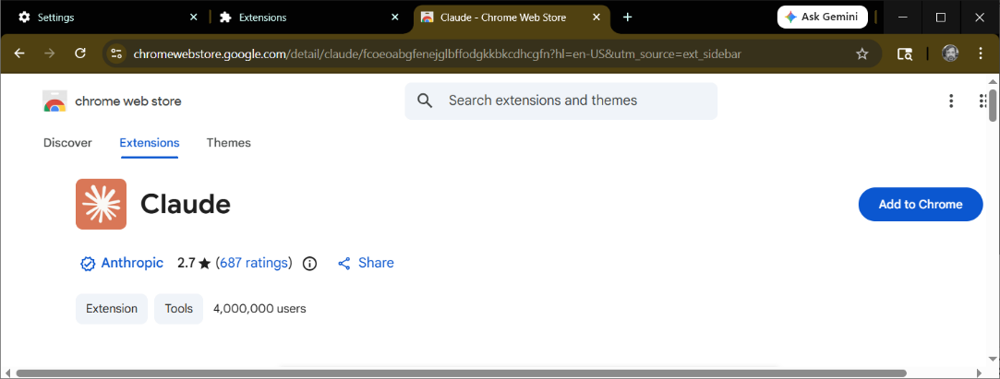 Settings
Extensions
Claude - Chrome Web Store
Ask Gemini
chromewebstore.google.com/detail/claude/fcoeoabgfenejglbffodgkkbkcdhcgfn?hl=en-US&utm_source=ext_sidebar
chrome web store
Search extensions and themes
Discover
Extensions
Themes
Claude
Add to Chrome
Anthropic 2.7 (687 ratings) Share
Extension Tools 4,000,000 users